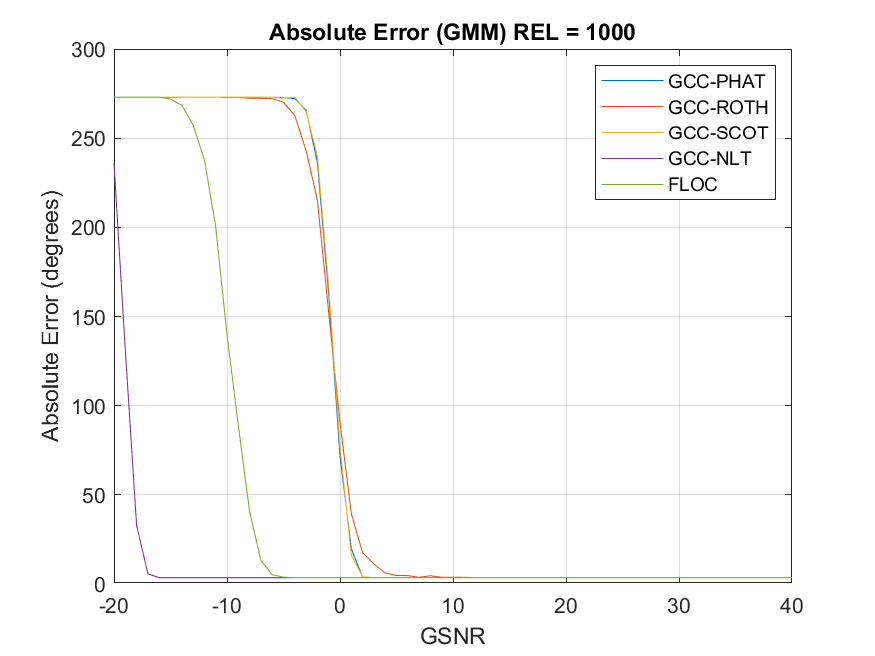 Absolute Error (GMM) REL = 1000
300
250
200
150
100
50
0
Absolute Error (degrees)
GCC-PHAT
GCC-ROTH
GCC-SCOT
GCC-NLT
FLOC
-20 -10 0 10 20 30 40
GSNR